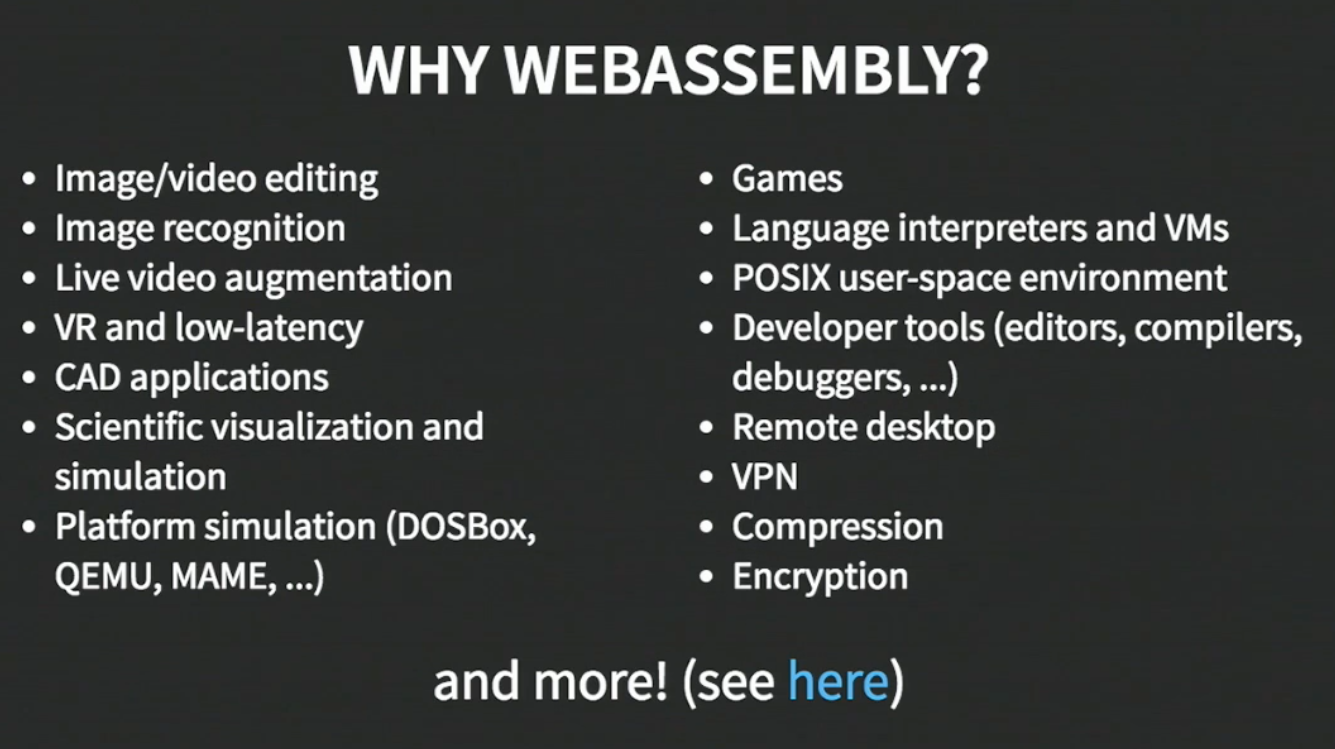 WHY WEBASSEMBLY?
• Image/video editing
• Image recognition
• Live video augmentation
• VR and low-latency
• CAD applications
• Scientific visualization and
simulation
• Platform simulation (DOSBox,
QEMU, MAME, ...)
• Games
• Language interpreters and VMs
• POSIX user-space environment
• Developer tools (editors, compilers,
debuggers, ...)
• Remote desktop
• VPN
• Compression
• Encryption
and more! (see here)